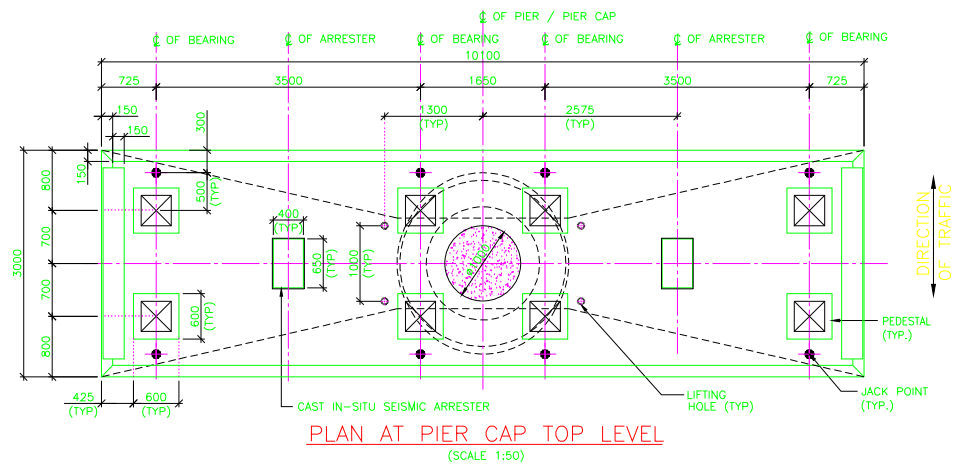 ℄ OF PIER / PIER CAP
℄ OF BEARING
℄ OF ARRESTER
℄ OF BEARING
℄ OF BEARING
℄ OF ARRESTER
℄ OF BEARING
10100
725
3500
1650
3500
725
150
150
300
1300
(TYP)
2575
(TYP)
150
800
700
700
800
3000
500
(TYP)
400
(TYP)
650
(TYP)
1000
(TYP)
600
(TYP)
DIRECTION
OF TRAFFIC
PEDESTAL
(TYP.)
JACK POINT
(TYP.)
LIFTING
HOLE (TYP)
425
(TYP)
600
(TYP)
CAST IN-SITU SEISMIC ARRESTER
PLAN AT PIER CAP TOP LEVEL
(SCALE 1:50)